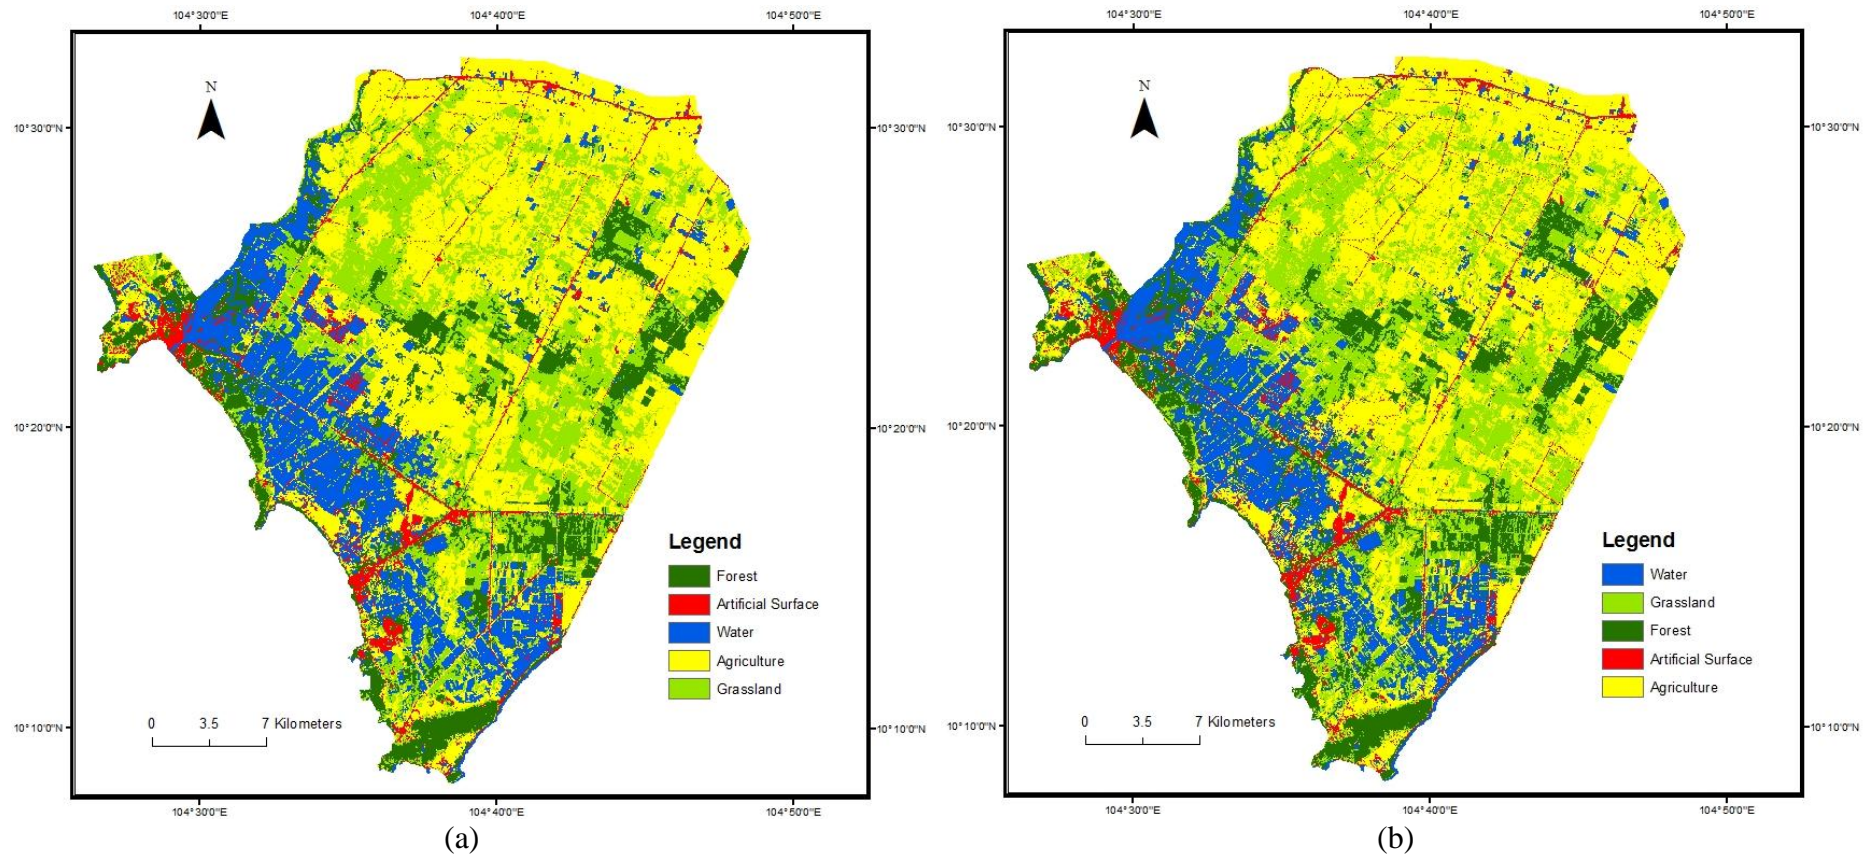 104°30'0"E 104°40'0"E 104°50'0"E
N
10°30'0"N 10°30'0"N
10°20'0"N 10°20'0"N
Legend
Forest
Artificial Surface
Water
Agriculture
Grassland
0 3.5 7 Kilometers
10°10'0"N 10°10'0"N
104°30'0"E 104°40'0"E 104°50'0"E
(a)
104°30'0"E 104°40'0"E 104°50'0"E
N
10°30'0"N 10°30'0"N
10°20'0"N 10°20'0"N
Legend
Water
Grassland
Forest
Artificial Surface
Agriculture
0 3.5 7 Kilometers
10°10'0"N 10°10'0"N
104°30'0"E 104°40'0"E 104°50'0"E
(b)